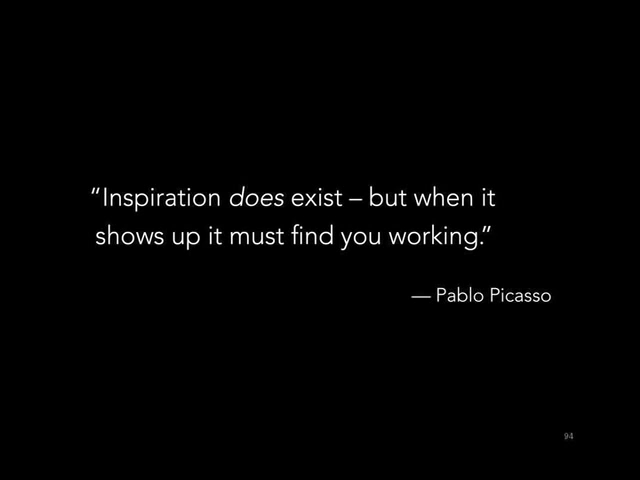 “Inspiration does exist – but when it
shows up it must find you working.”
— Pablo Picasso
94